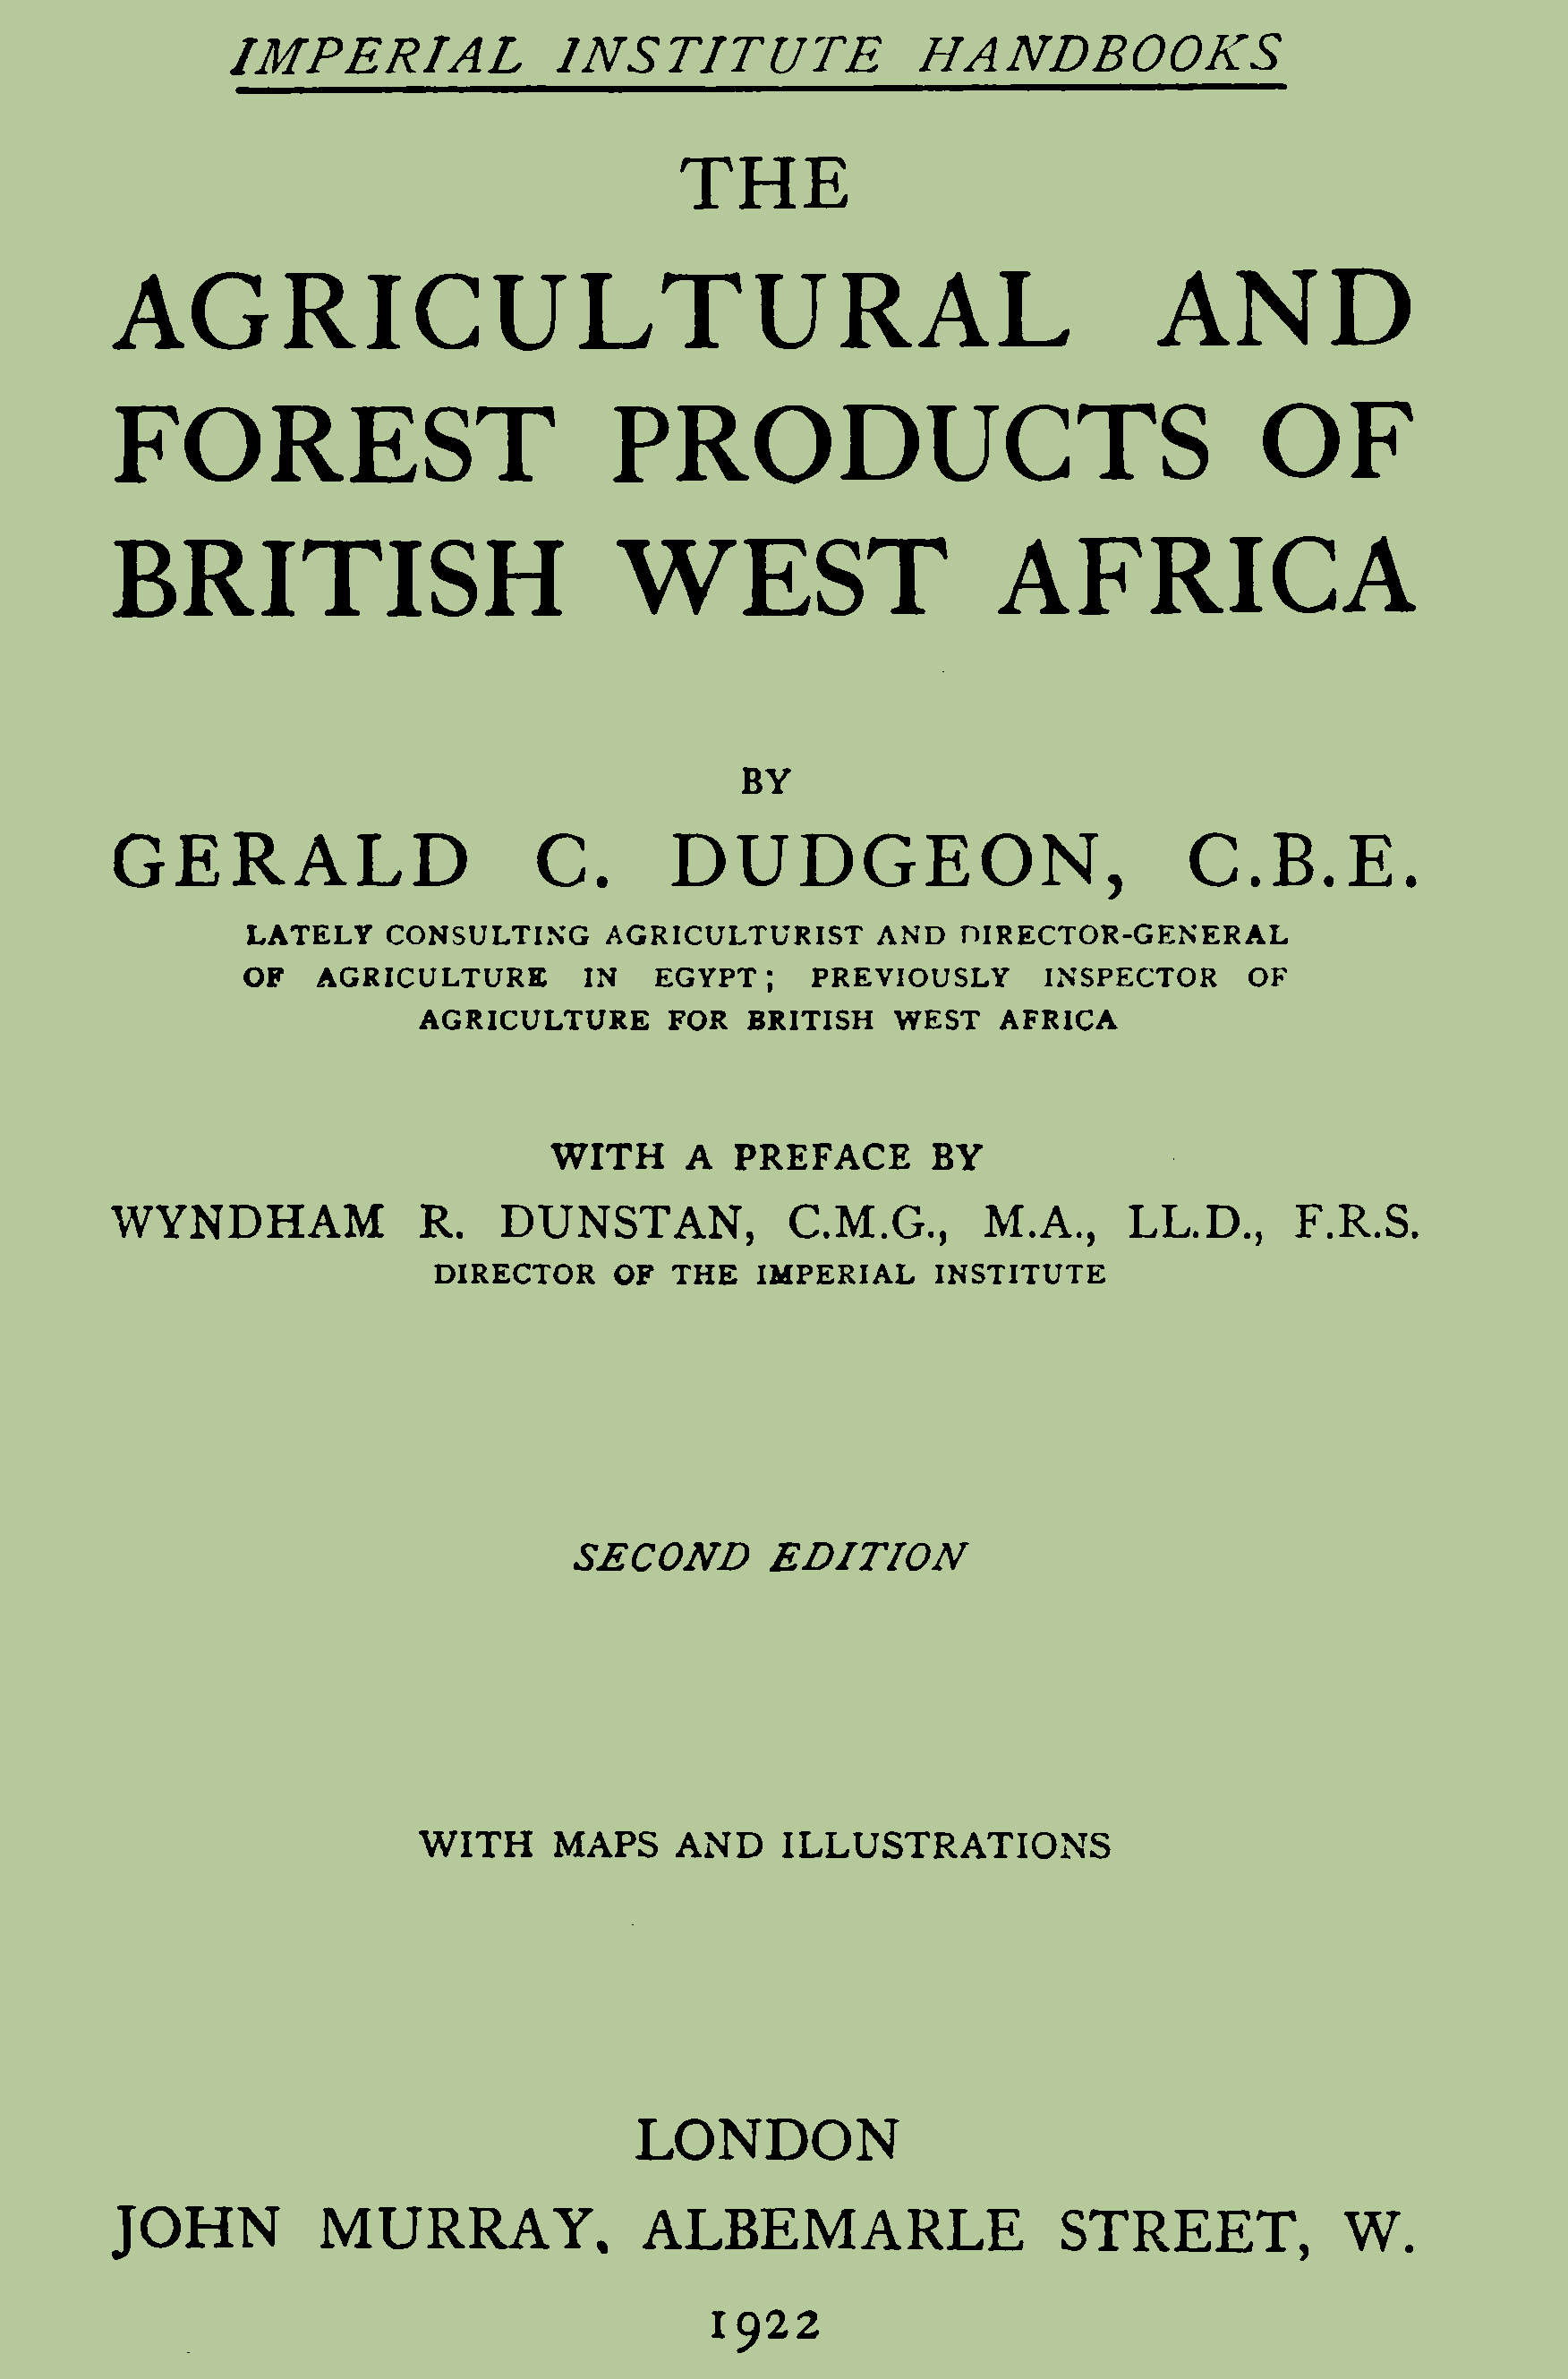 IMPERIAL INSTITUTE HANDBOOKS
THE
AGRICULTURAL AND
FOREST PRODUCTS OF
BRITISH WEST AFRICA
BY
GERALD C. DUDGEON, C.B.E.
LATELY CONSULTING AGRICULTURIST AND DIRECTOR-GENERAL
OF AGRICULTURE IN EGYPT; PREVIOUSLY INSPECTOR OF
AGRICULTURE FOR BRITISH WEST AFRICA
WITH A PREFACE BY
WYNDHAM R. DUNSTAN, C.M.G., M.A., LL.D., F.R.S.
DIRECTOR OF THE IMPERIAL INSTITUTE
SECOND EDITION
WITH MAPS AND ILLUSTRATIONS
LONDON
JOHN MURRAY, ALBEMARLE STREET, W.
1922